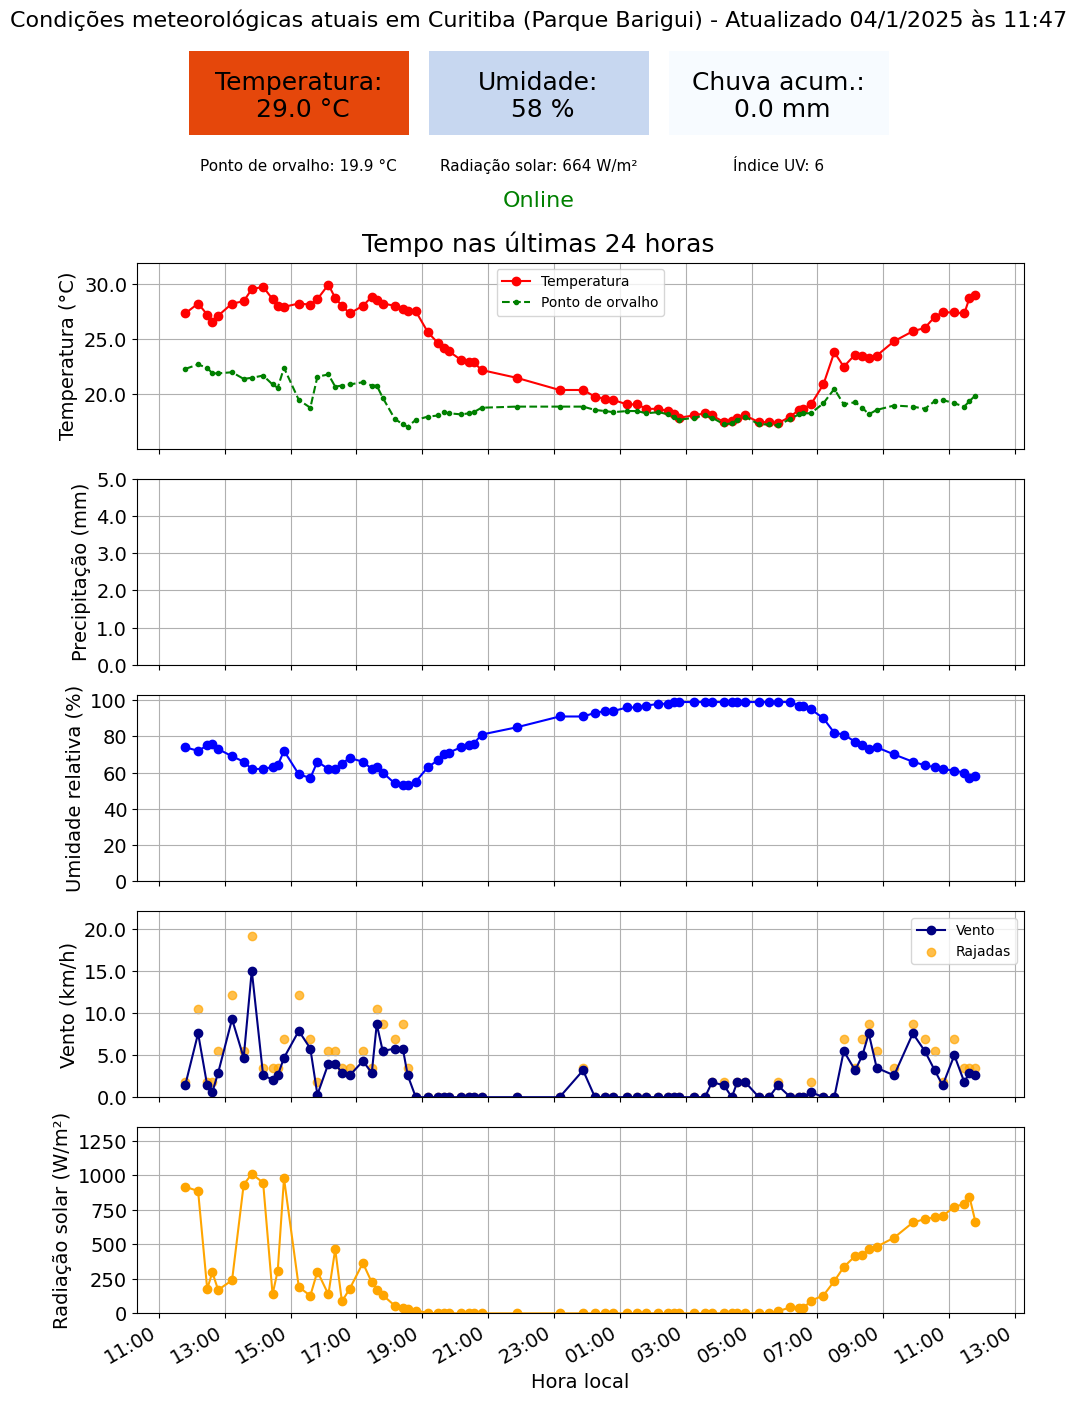 Condições meteorológicas atuais em Curitiba (Parque Barigui) - Atualizado 04/1/2025 às 11:47
Temperatura:
29.0 °C
Umidade:
58 %
Chuva acum.:
0.0 mm
Ponto de orvalho: 19.9 °C
Radiação solar: 664 W/m²
Índice UV: 6
Online
Tempo nas últimas 24 horas
Temperatura (°C)
30.0
25.0
20.0
Temperatura
Ponto de orvalho
Precipitação (mm)
5.0
4.0
3.0
2.0
1.0
0.0
Umidade relativa (%)
100
80
60
40
20
0
Vento (km/h)
20.0
15.0
10.0
5.0
0.0
Vento
Rajadas
Radiação solar (W/m²)
1250
1000
750
500
250
0
11:00
13:00
15:00
17:00
19:00
21:00
23:00
01:00
03:00
05:00
07:00
09:00
11:00
13:00
Hora local